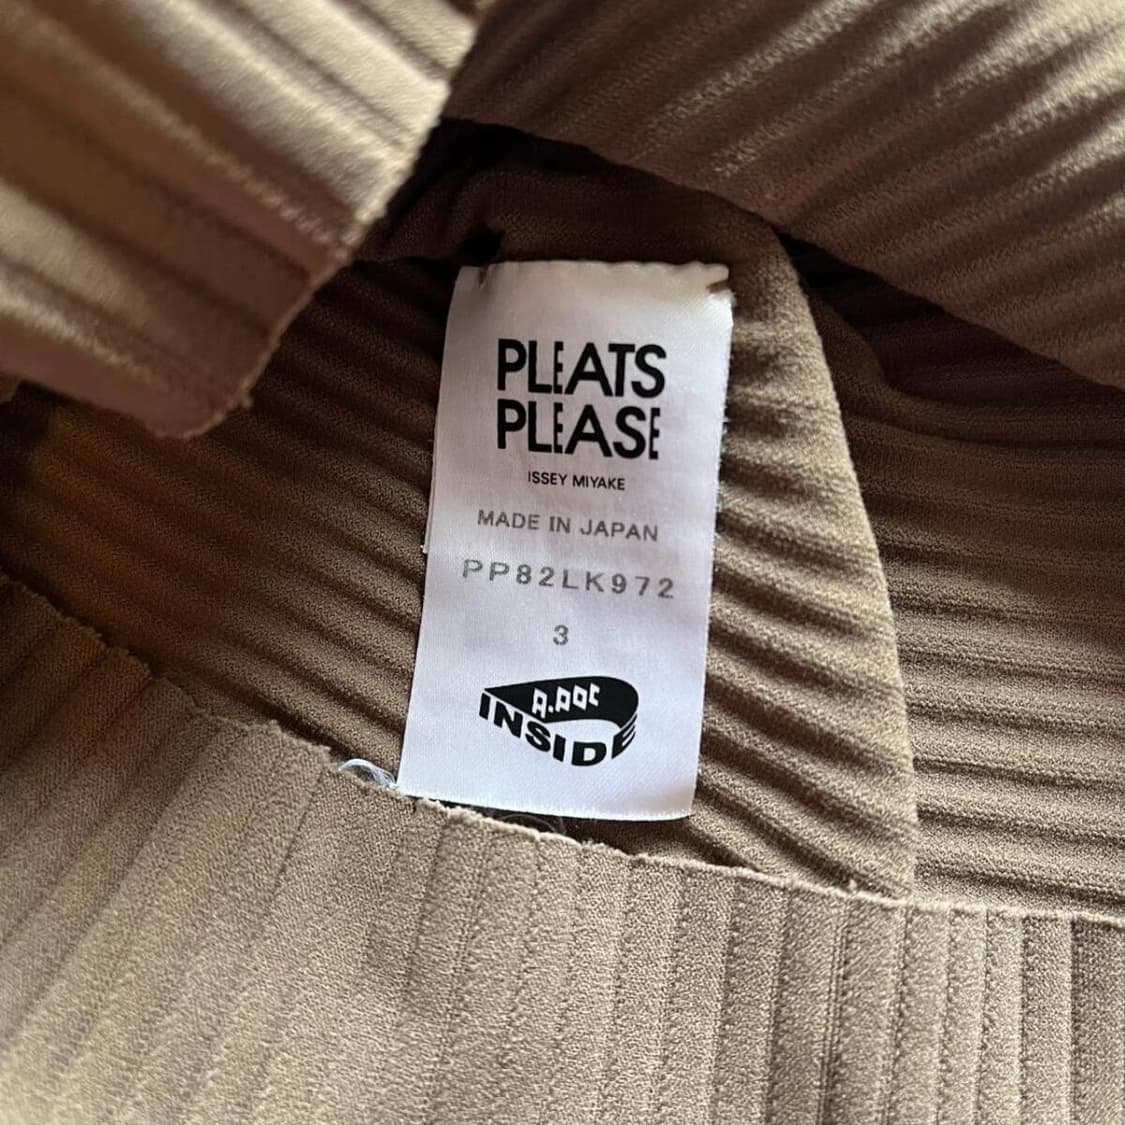 PLEATS
PLEASE
ISSEY MIYAKE
MADE IN JAPAN
PP82LK972
3
A.POC
INSIDE